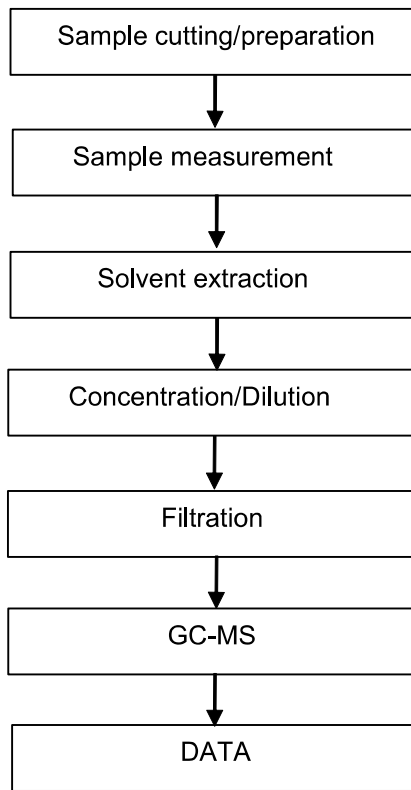 Sample cutting/preparation
Sample measurement
Solvent extraction
Concentration/Dilution
Filtration
GC-MS
DATA